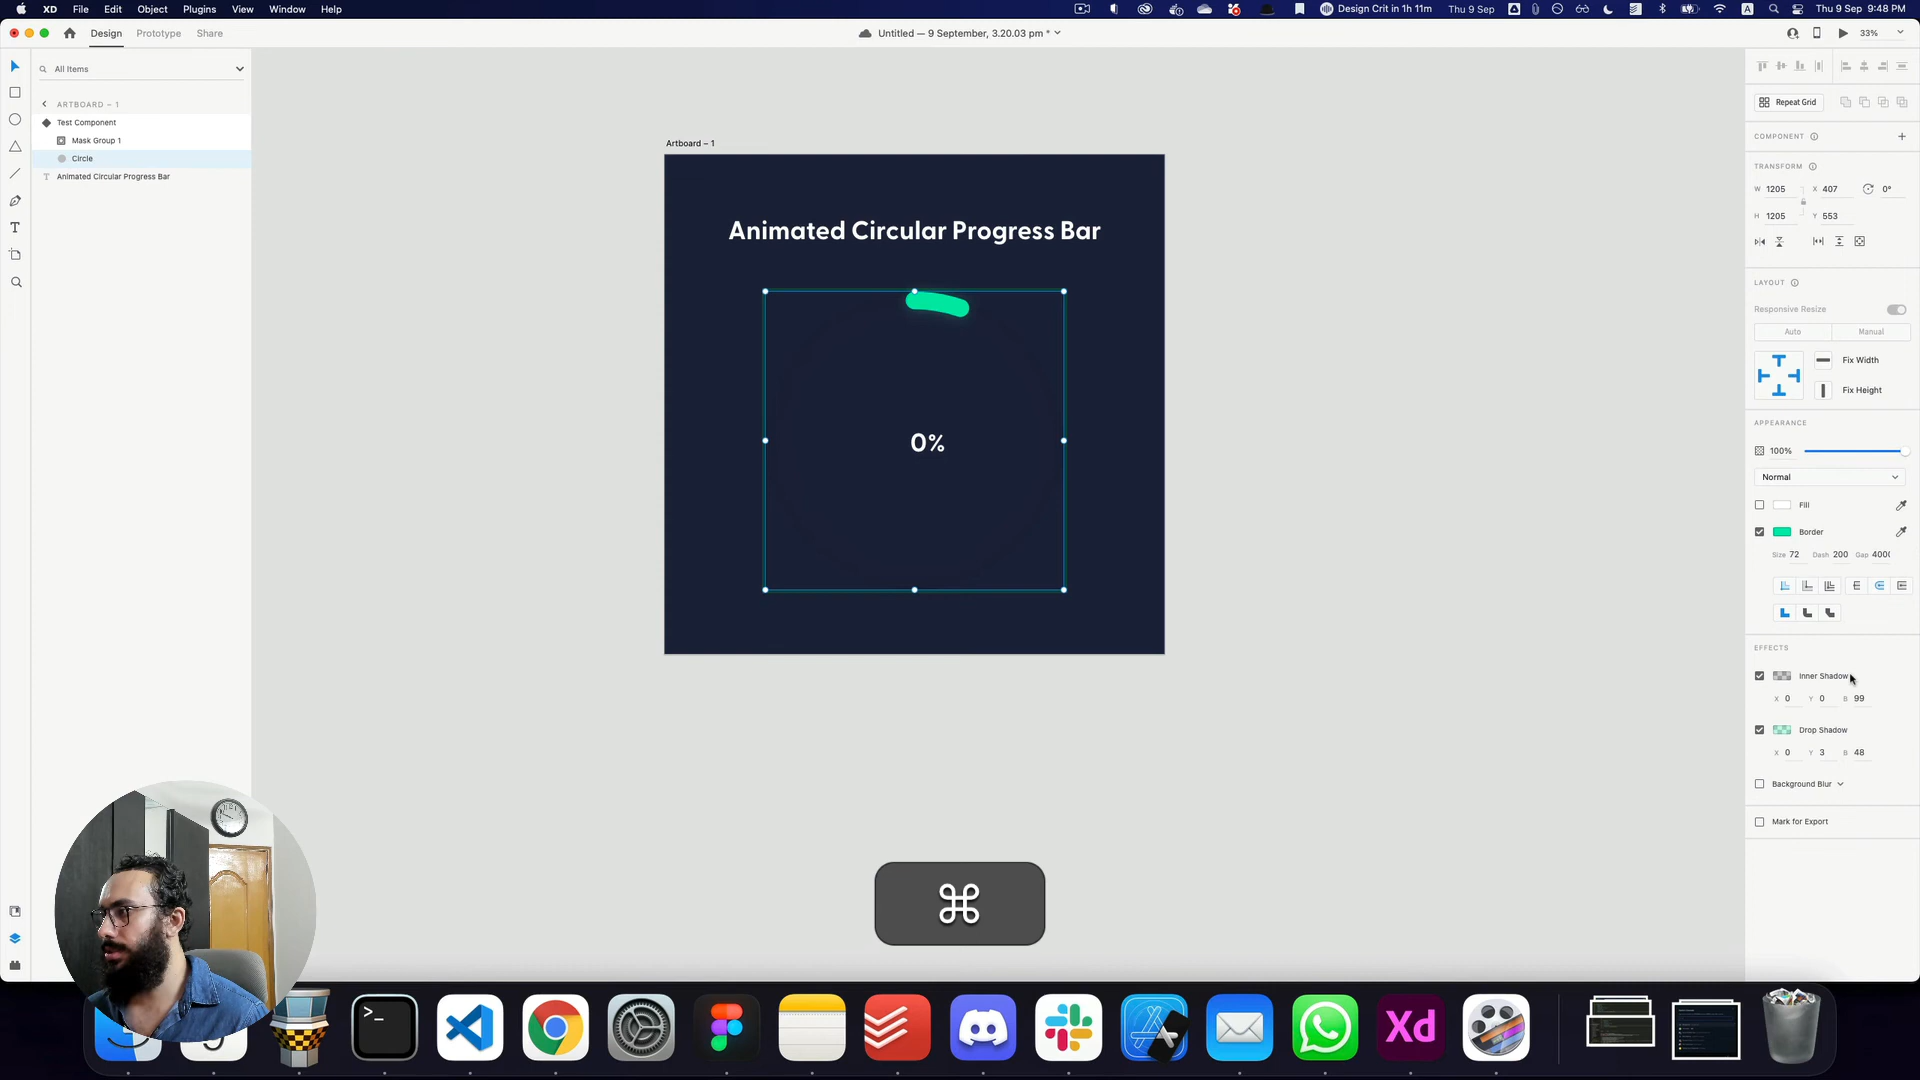 XD File Edit Object Plugins View Window Help
Design Crit in 1h 11m Thu 9 Sep A Thu 9 Sep 9:48 PM
Design Prototype Share
Untitled — 9 September, 3.20.03 pm *
33%
All Items
ARTBOARD – 1
Test Component
Mask Group 1
Circle
T Animated Circular Progress Bar
Artboard – 1
Animated Circular Progress Bar
0%
⌘
Repeat Grid
COMPONENT
TRANSFORM
W 1205 X 407 0°
H 1205 Y 553
LAYOUT
Responsive Resize
Auto Manual
Fix Width
Fix Height
APPEARANCE
100%
Normal
Fill
Border
Size 72 Dash 200 Gap
EFFECTS
Inner Shadow
X 0 Y 0 B 99
Drop Shadow
X 0 Y 3 B 48
Background Blur
Mark for Export
>_
Xd